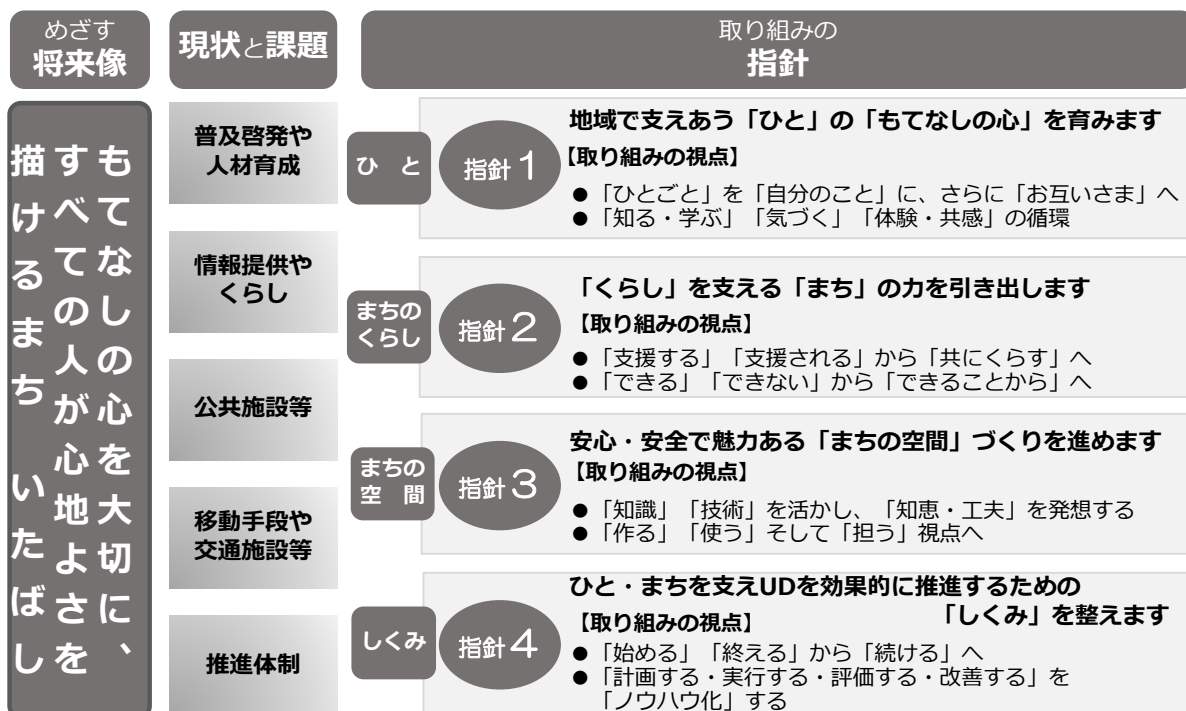 めざす
将来像
現状と課題
取り組みの
指針
もてなしの心を大切に、
すべての人が心地よさを
描けるまち いたばし
普及啓発や
人材育成
情報提供や
くらし
公共施設等
移動手段や
交通施設等
推進体制
ひと
指針1
地域で支えあう「ひと」の「もてなしの心」を育みます
【取り組みの視点】
●「ひとごと」を「自分のこと」に、さらに「お互いさま」へ
●「知る・学ぶ」「気づく」「体験・共感」の循環
まちの
くらし
指針2
「くらし」を支える「まち」の力を引き出します
【取り組みの視点】
●「支援する」「支援される」から「共にくらす」へ
●「できる」「できない」から「できることから」へ
まちの
空間
指針3
安心・安全で魅力ある「まちの空間」づくりを進めます
【取り組みの視点】
●「知識」「技術」を活かし、「知恵・工夫」を発想する
●「作る」「使う」そして「担う」視点へ
しくみ
指針4
ひと・まちを支えUDを効果的に推進するための
「しくみ」を整えます
【取り組みの視点】
●「始める」「終える」から「続ける」へ
●「計画する・実行する・評価する・改善する」を
「ノウハウ化」する